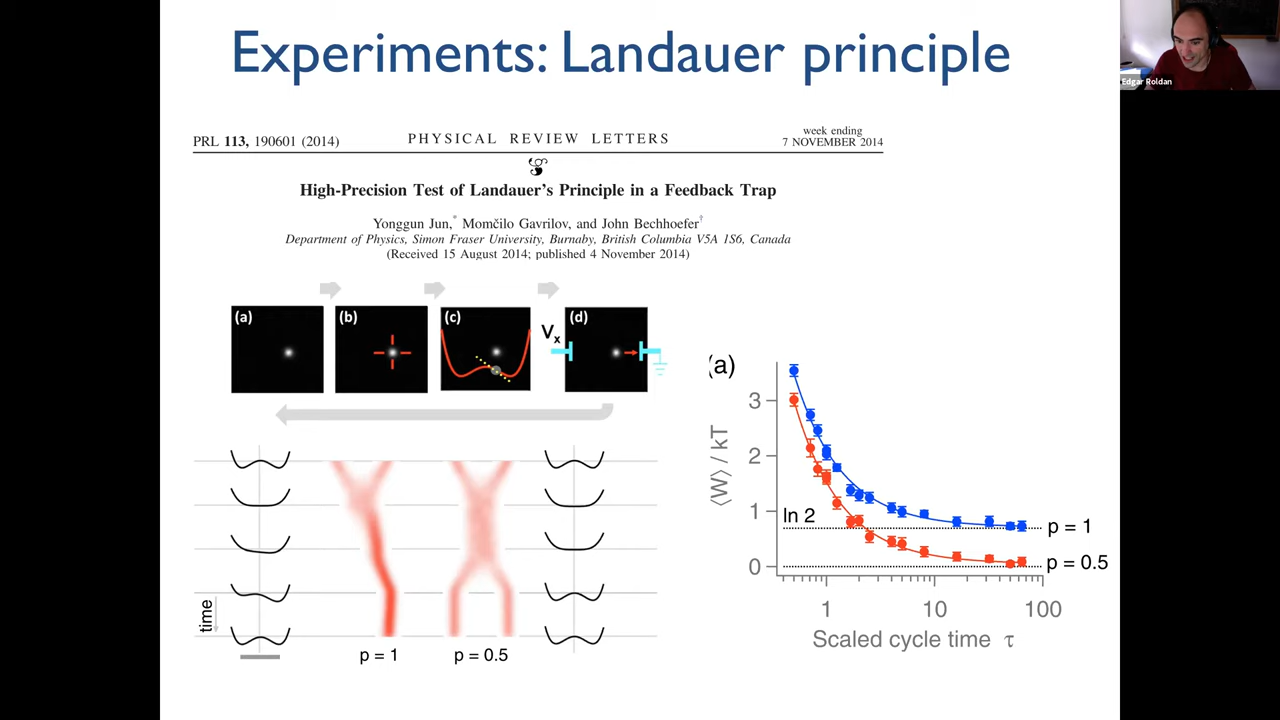 Experiments: Landauer principle
Edgar Roldan
PRL 113, 190601 (2014)
PHYSICAL REVIEW LETTERS
week ending
7 NOVEMBER 2014
High-Precision Test of Landauer's Principle in a Feedback Trap
Yonggun Jun,* Momčilo Gavrilov, and John Bechhoefer†
Department of Physics, Simon Fraser University, Burnaby, British Columbia V5A 1S6, Canada
(Received 15 August 2014; published 4 November 2014)
(a)
(b)
(c)
Vx
(d)
time
p = 1
p = 0.5
(a)
3
2
1
0
⟨W⟩ / kT
ln 2
p = 1
p = 0.5
1
10
100
Scaled cycle time τ